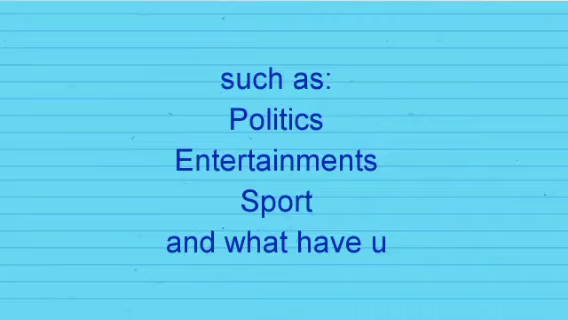 such as:
Politics
Entertainments
Sport
and what have u